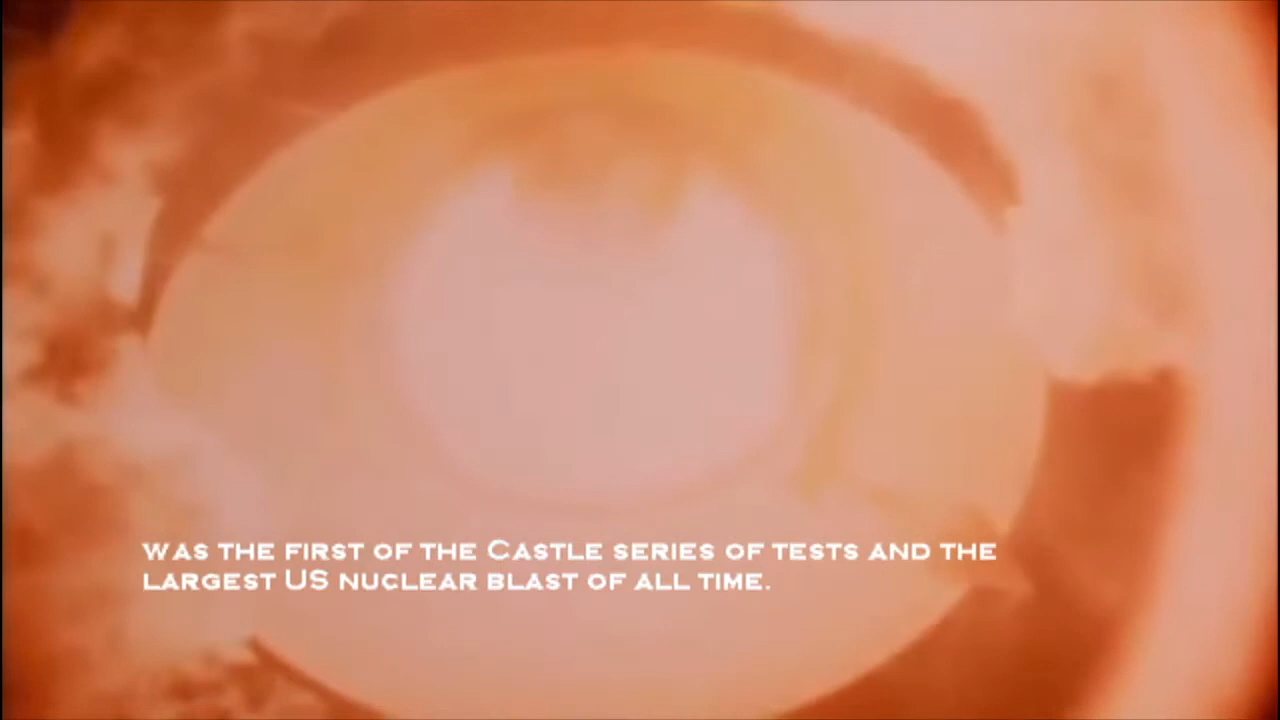 was the first of the Castle series of tests and the
largest US nuclear blast of all time.